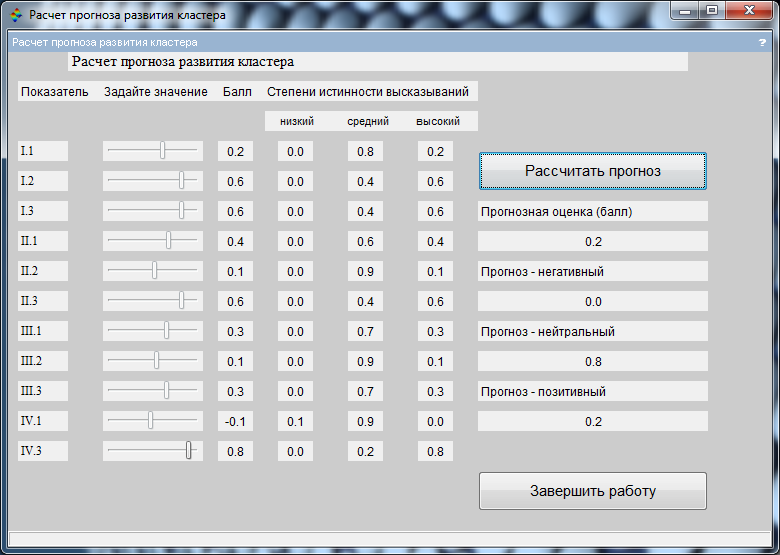 Расчет прогноза развития кластера
Расчет прогноза развития кластера ?
Расчет прогноза развития кластера
Показатель Задайте значение Балл Степени истинности высказываний
низкий средний высокий
I.1 0.2 0.0 0.8 0.2
Рассчитать прогноз
I.2 0.6 0.0 0.4 0.6
I.3 0.6 0.0 0.4 0.6 Прогнозная оценка (балл)
II.1 0.4 0.0 0.6 0.4 0.2
II.2 0.1 0.0 0.9 0.1 Прогноз - негативный
II.3 0.6 0.0 0.4 0.6 0.0
III.1 0.3 0.0 0.7 0.3 Прогноз - нейтральный
III.2 0.1 0.0 0.9 0.1 0.8
III.3 0.3 0.0 0.7 0.3 Прогноз - позитивный
IV.1 -0.1 0.1 0.9 0.0 0.2
IV.3 0.8 0.0 0.2 0.8
Завершить работу